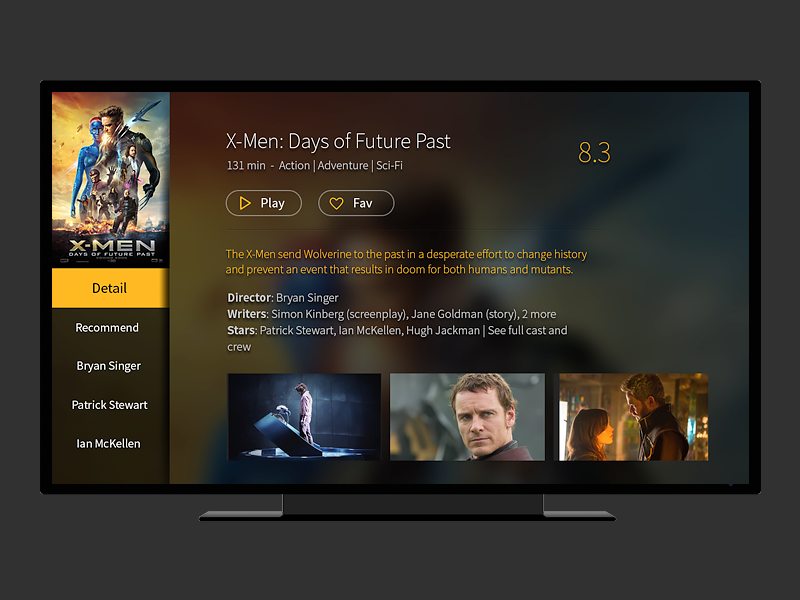 X-MEN
DAYS OF FUTURE PAST
Detail
Recommend
Bryan Singer
Patrick Stewart
Ian McKellen
X-Men: Days of Future Past
8.3
131 min - Action | Adventure | Sci-Fi
Play
Fav
The X-Men send Wolverine to the past in a desperate effort to change history
and prevent an event that results in doom for both humans and mutants.
Director: Bryan Singer
Writers: Simon Kinberg (screenplay), Jane Goldman (story), 2 more
Stars: Patrick Stewart, Ian McKellen, Hugh Jackman | See full cast and
crew